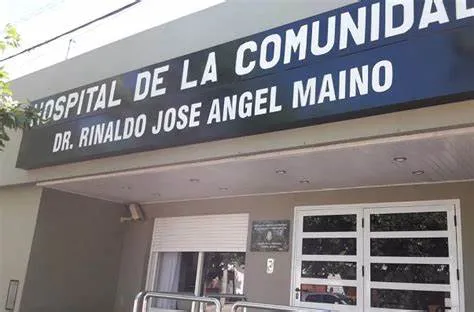 HOSPITAL DE LA COMUNIDAD
DR. RINALDO JOSE ANGEL MAINO